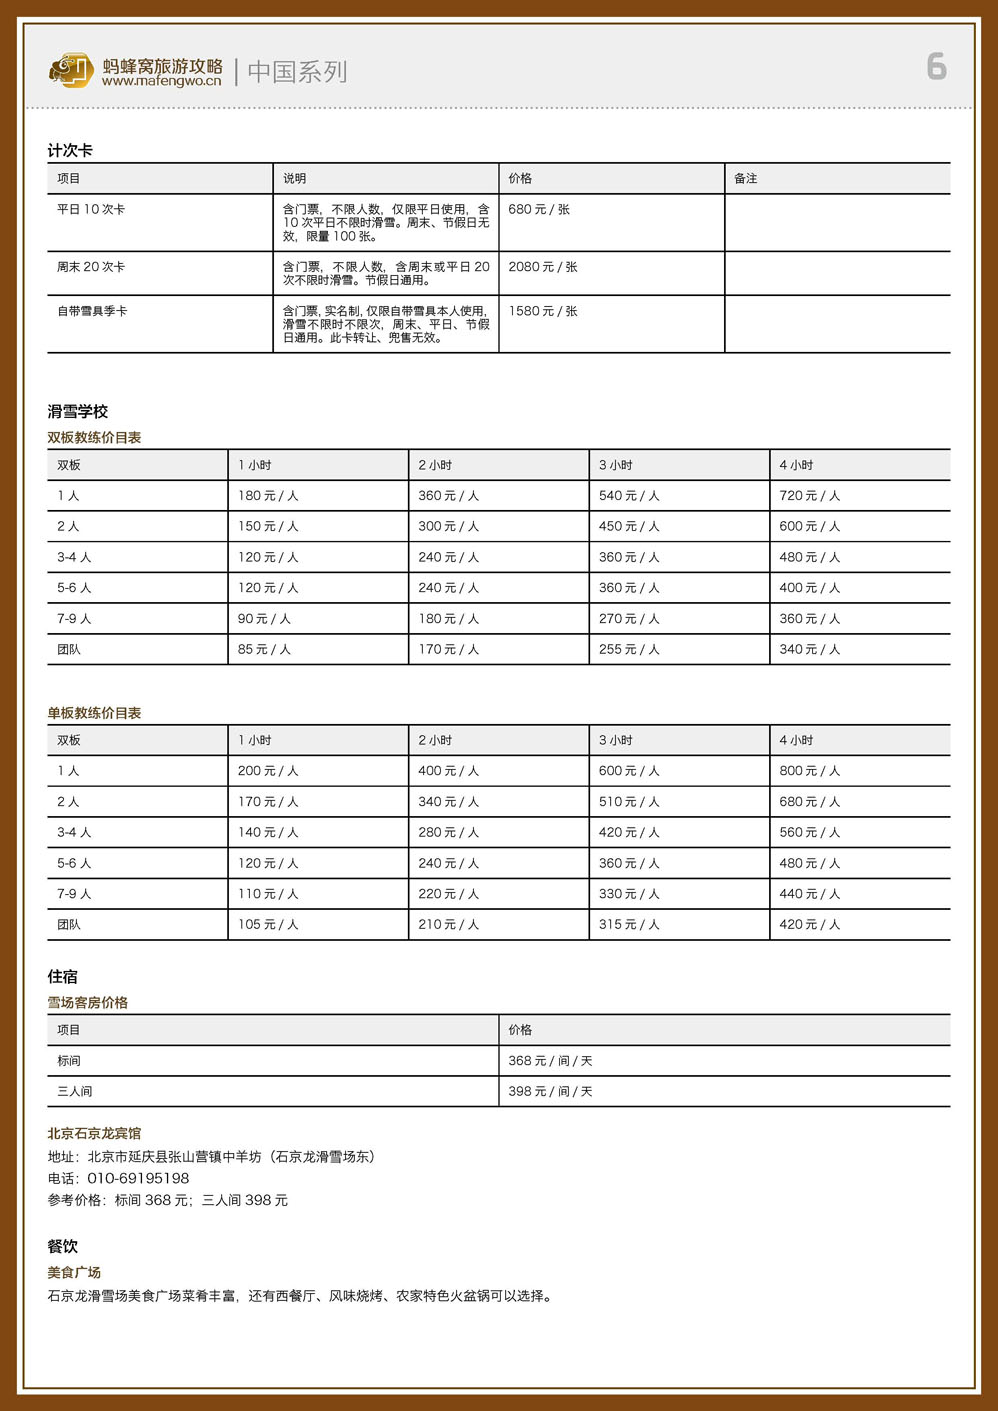 蚂蜂窝旅游攻略
www.mafengwo.cn
中国系列
6
计次卡
项目 说明 价格 备注
平日 10 次卡 含门票，不限人数，仅限平日使用，含 680 元 / 张
10 次平日不限时滑雪。周末、节假日无
效，限量 100 张。
周末 20 次卡 含门票，不限人数，含周末或平日 20 2080 元 / 张
次不限时滑雪。节假日通用。
自带雪具季卡 含门票, 实名制, 仅限自带雪具本人使用, 1580 元 / 张
滑雪不限时不限次，周末、平日、节假
日通用。此卡转让、兜售无效。
滑雪学校
双板教练价目表
双板 1 小时 2 小时 3 小时 4 小时
1 人 180 元 / 人 360 元 / 人 540 元 / 人 720 元 / 人
2 人 150 元 / 人 300 元 / 人 450 元 / 人 600 元 / 人
3-4 人 120 元 / 人 240 元 / 人 360 元 / 人 480 元 / 人
5-6 人 120 元 / 人 240 元 / 人 360 元 / 人 400 元 / 人
7-9 人 90 元 / 人 180 元 / 人 270 元 / 人 360 元 / 人
团队 85 元 / 人 170 元 / 人 255 元 / 人 340 元 / 人
单板教练价目表
双板 1 小时 2 小时 3 小时 4 小时
1 人 200 元 / 人 400 元 / 人 600 元 / 人 800 元 / 人
2 人 170 元 / 人 340 元 / 人 510 元 / 人 680 元 / 人
3-4 人 140 元 / 人 280 元 / 人 420 元 / 人 560 元 / 人
5-6 人 120 元 / 人 240 元 / 人 360 元 / 人 480 元 / 人
7-9 人 110 元 / 人 220 元 / 人 330 元 / 人 440 元 / 人
团队 105 元 / 人 210 元 / 人 315 元 / 人 420 元 / 人
住宿
雪场客房价格
项目 价格
标间 368 元 / 间 / 天
三人间 398 元 / 间 / 天
北京石京龙宾馆
地址：北京市延庆县张山营镇中羊坊（石京龙滑雪场东）
电话：010-69195198
参考价格：标间 368 元；三人间 398 元
餐饮
美食广场
石京龙滑雪场美食广场菜肴丰富，还有西餐厅、风味烧烤、农家特色火盆锅可以选择。